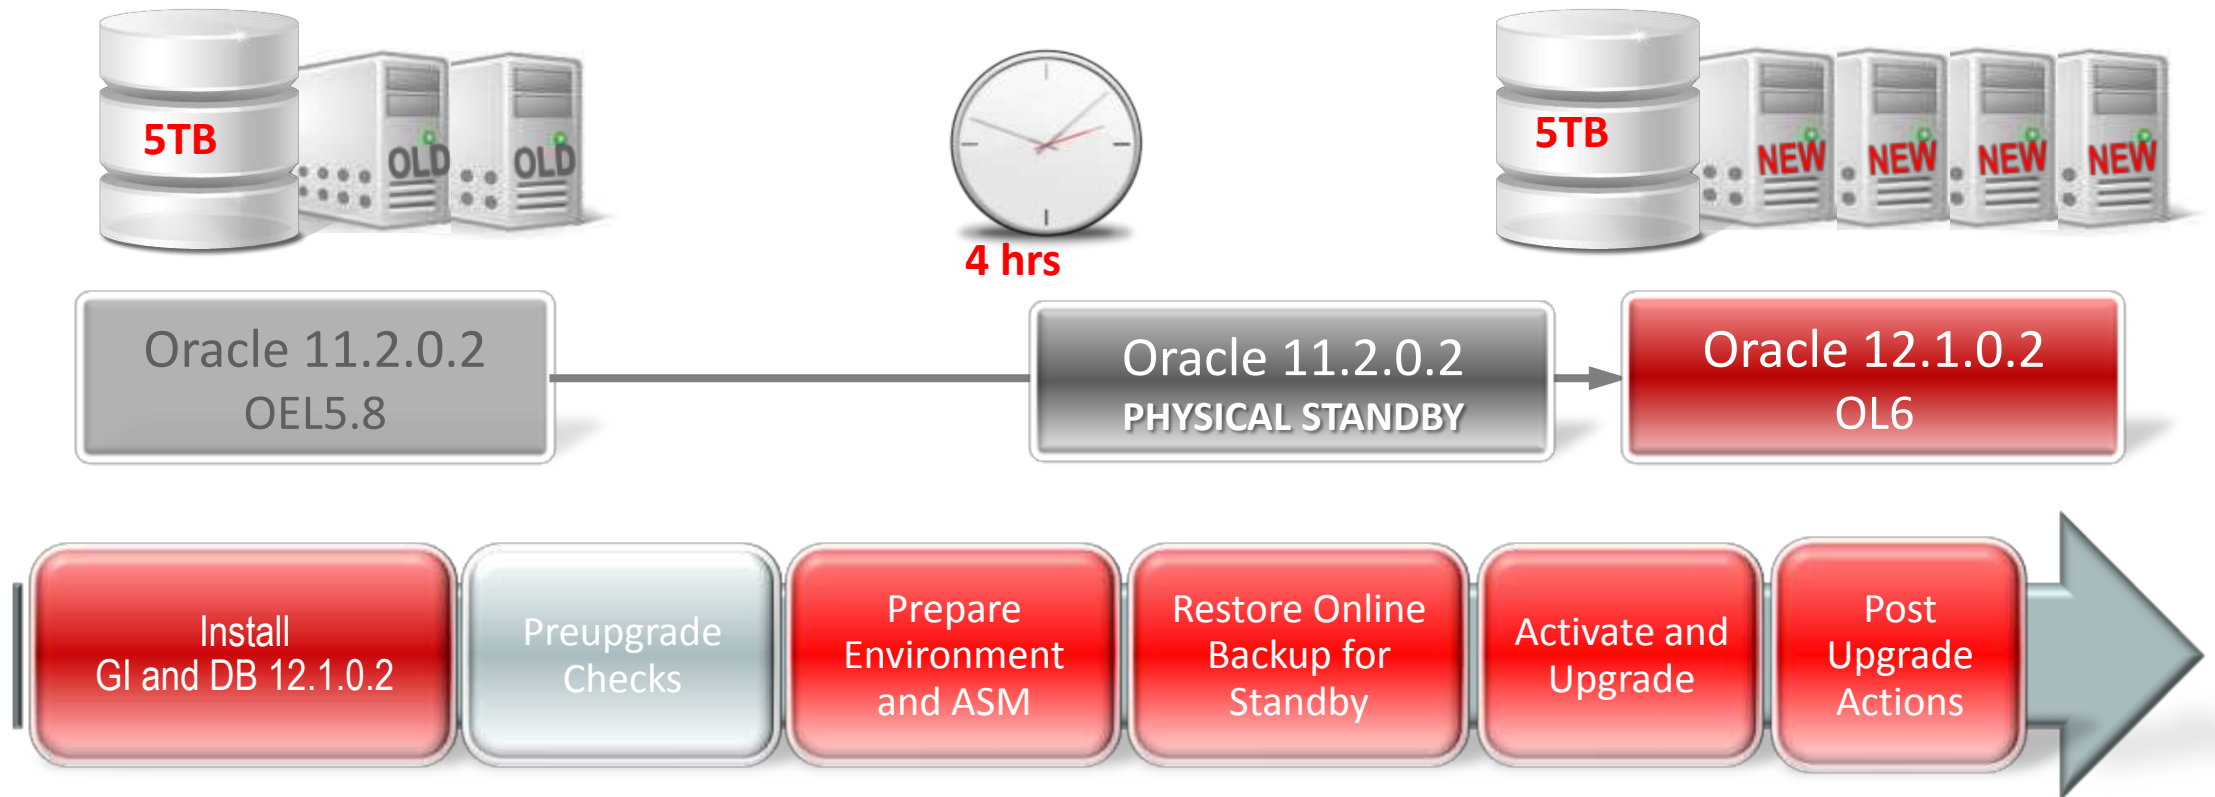 5TB
OLD
OLD
4 hrs
5TB
NEW
NEW
NEW
NEW
Oracle 11.2.0.2
OEL5.8
Oracle 11.2.0.2
PHYSICAL STANDBY
Oracle 12.1.0.2
OL6
Install
GI and DB 12.1.0.2
Preupgrade
Checks
Prepare
Environment
and ASM
Restore Online
Backup for
Standby
Activate and
Upgrade
Post
Upgrade
Actions